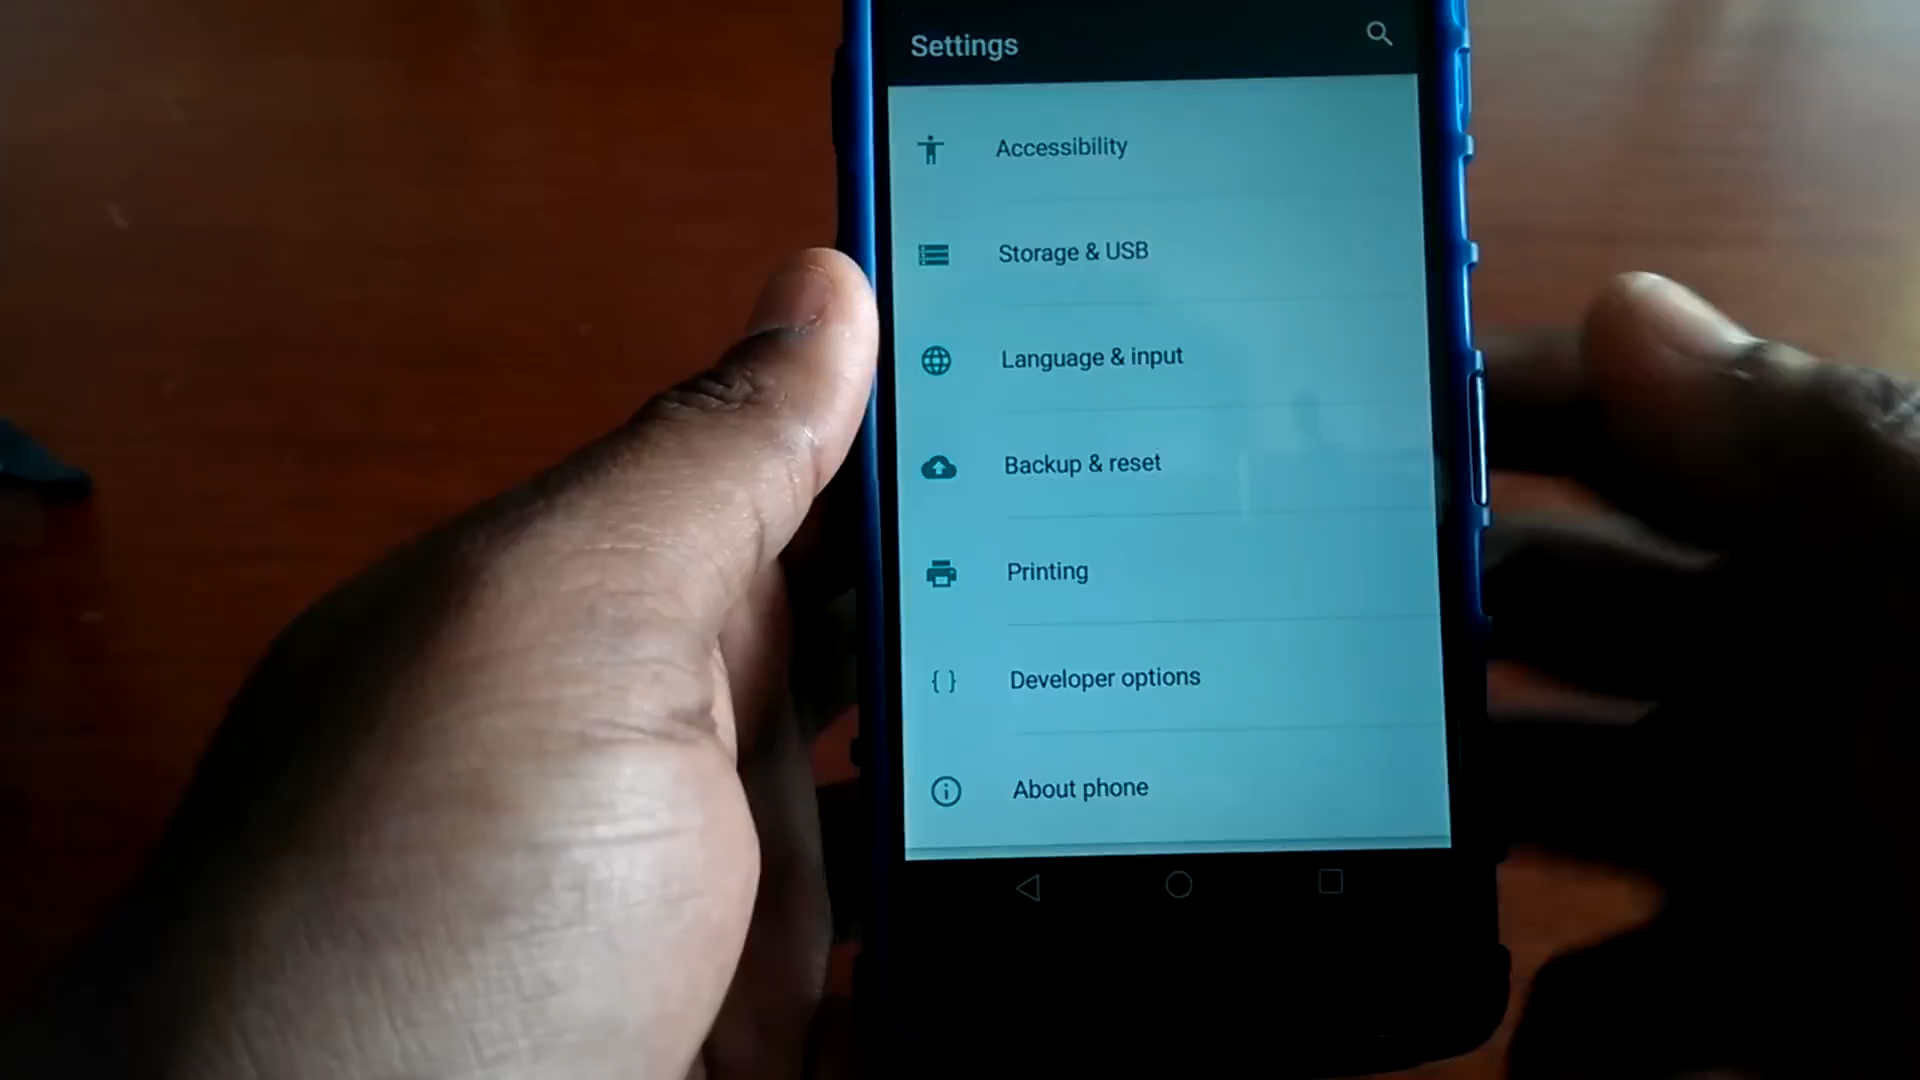 Settings
Accessibility
Storage & USB
Language & input
Backup & reset
Printing
Developer options
About phone